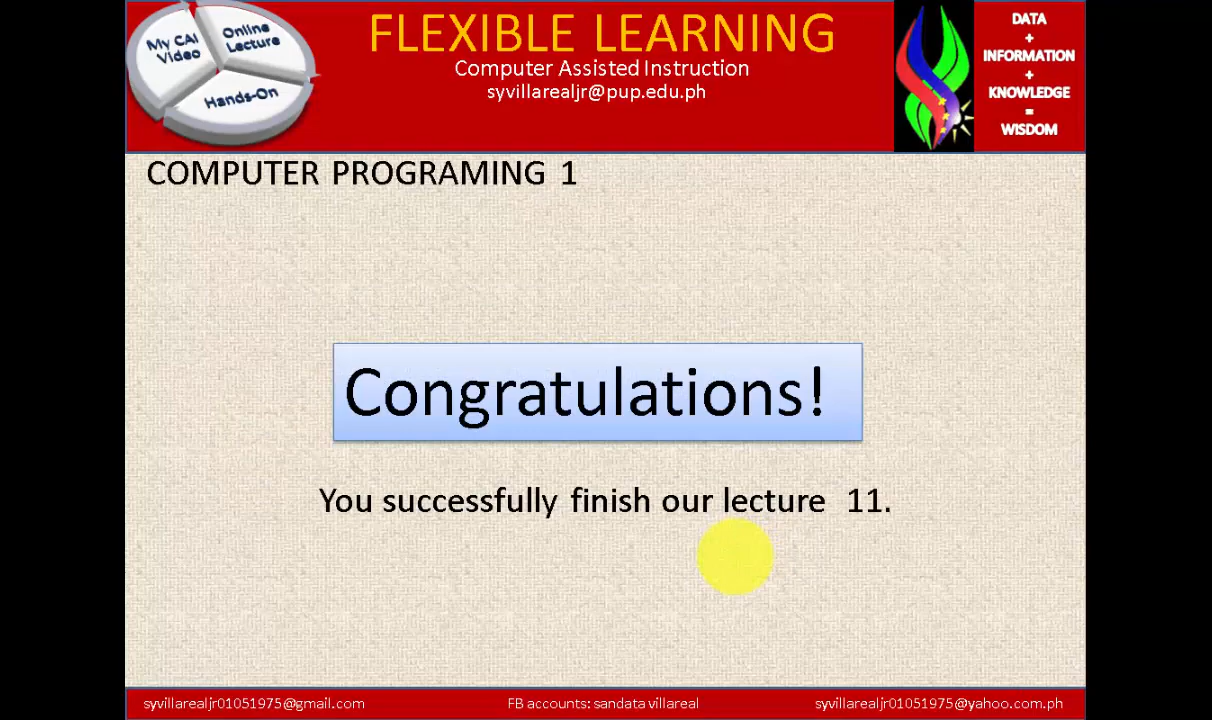 My CAI
Video
Online
Lecture
Hands-On
FLEXIBLE LEARNING
Computer Assisted Instruction
syvillarealjr@pup.edu.ph
DATA
+
INFORMATION
+
KNOWLEDGE
=
WISDOM
COMPUTER PROGRAMING 1
Congratulations!
You successfully finish our lecture 11.
syvillarealjr01051975@gmail.com
FB accounts: sandata villareal
syvillarealjr01051975@yahoo.com.ph